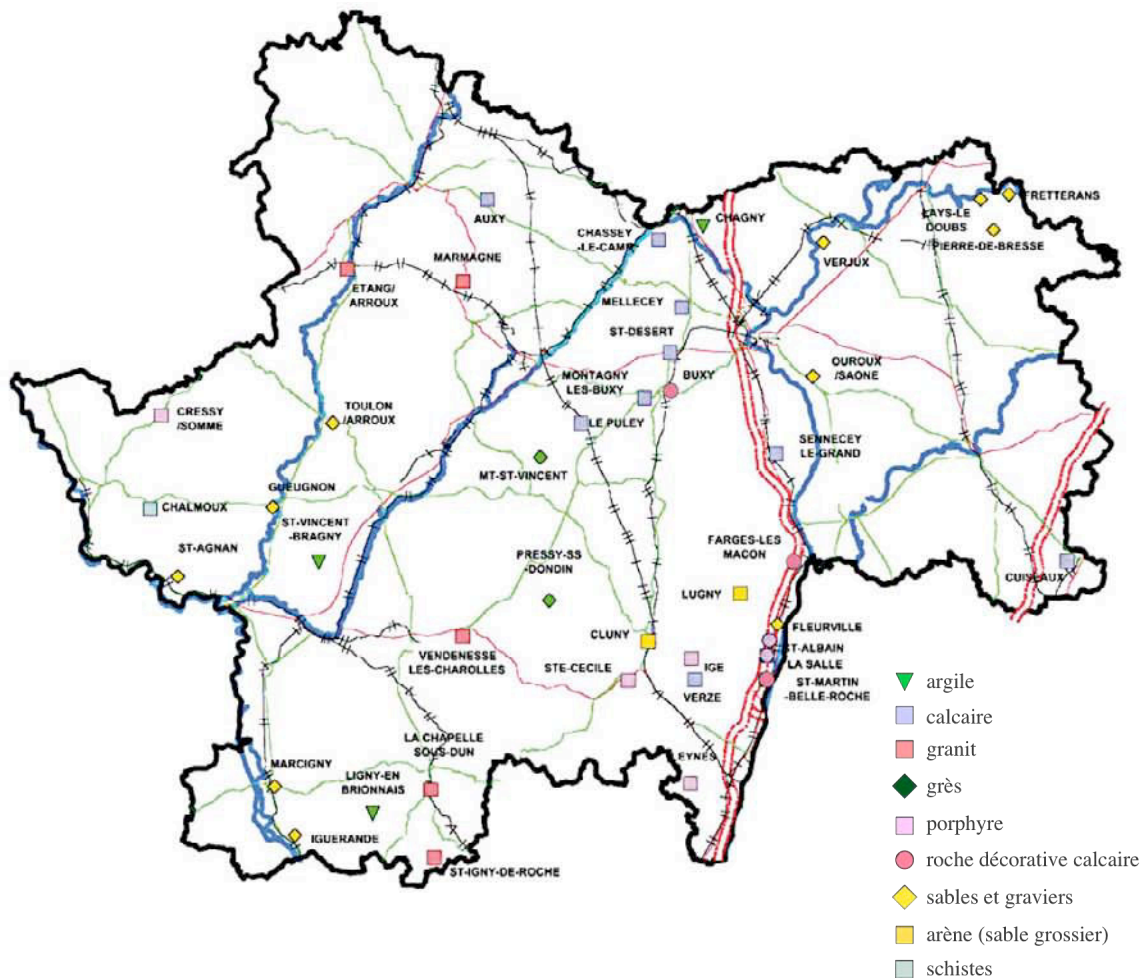 TRETTERANS
LAYS-LE
DOUBS
PIERRE-DE-BRESSE
AUXY
CHAGNY
CHASSEY
-LE-CAMP
VERJUX
MARMAGNE
ETANG/
ARROUX
MELLECEY
ST-DESERT
OUROUX
/SAONE
MONTAGNY
LES-BUXY
BUXY
CRESSY
/SOMME
TOULON
/ARROUX
LE PULEY
SENNECEY
LE-GRAND
MT-ST-VINCENT
GUEUGNON
CHALMOUX
ST-VINCENT
-BRAGNY
ST-AGNAN
PRESSY-SS
-DONDIN
FARGES-LES
MACON
CUISEAUX
LUGNY
FLEURVILLE
CLUNY
ST-ALBAIN
LA SALLE
VENDENESSE
LES-CHAROLLES
STE-CECILE
IGE
VERZE
ST-MARTIN
-BELLE-ROCHE
LA CHAPELLE
SOUS-DUN
LEYNES
MARCIGNY
LIGNY-EN
BRIONNAIS
IGUERANDE
ST-IGNY-DE-ROCHE
argile
calcaire
granit
grès
porphyre
roche décorative calcaire
sables et graviers
arène (sable grossier)
schistes